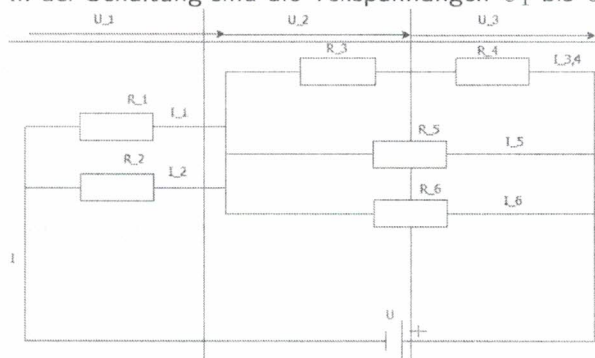 In der Schaltung sind die Teilspannungen U_1 bis
U_1 U_2 U_3
R_3 R_4 I_3,4
R_1 I_1
R_5
I_5
R_2 I_2
R_6
I_6
I
U +